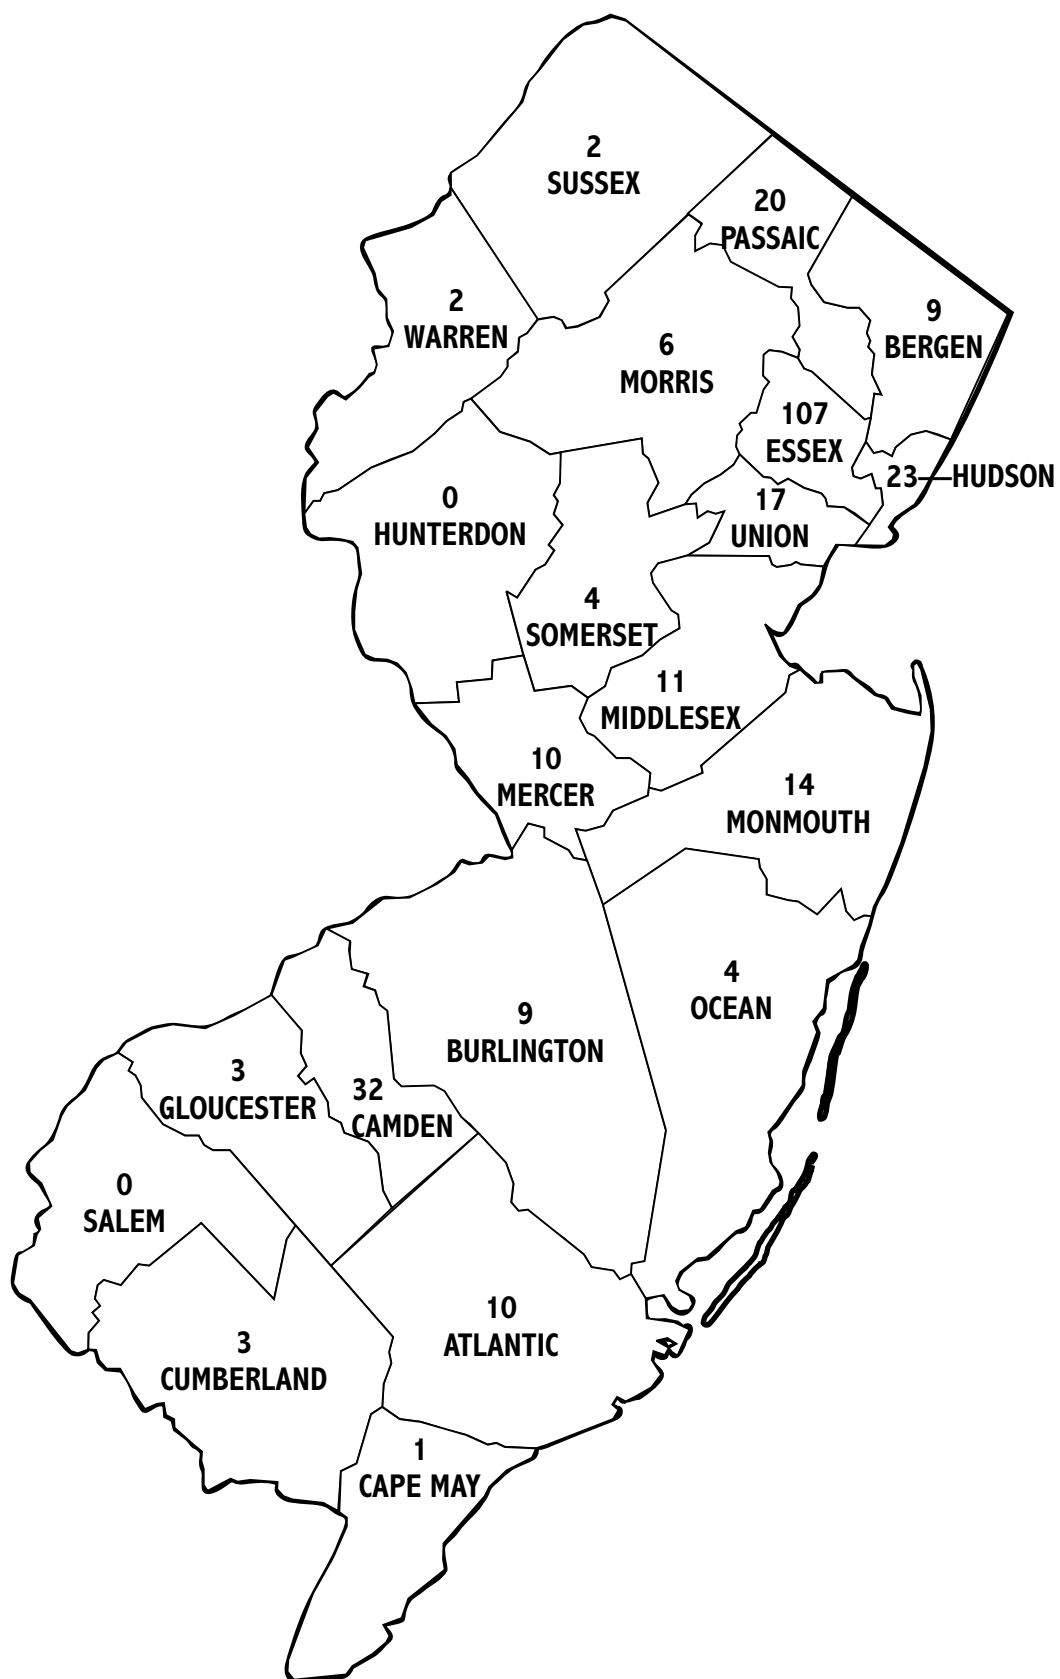 2
SUSSEX
20
PASSAIC
2
WARREN
9
BERGEN
6
MORRIS
107
ESSEX
23—HUDSON
0
HUNTERDON
17
UNION
4
SOMERSET
11
MIDDLESEX
10
MERCER
14
MONMOUTH
4
OCEAN
9
BURLINGTON
3
GLOUCESTER
32
CAMDEN
0
SALEM
10
ATLANTIC
3
CUMBERLAND
1
CAPE MAY